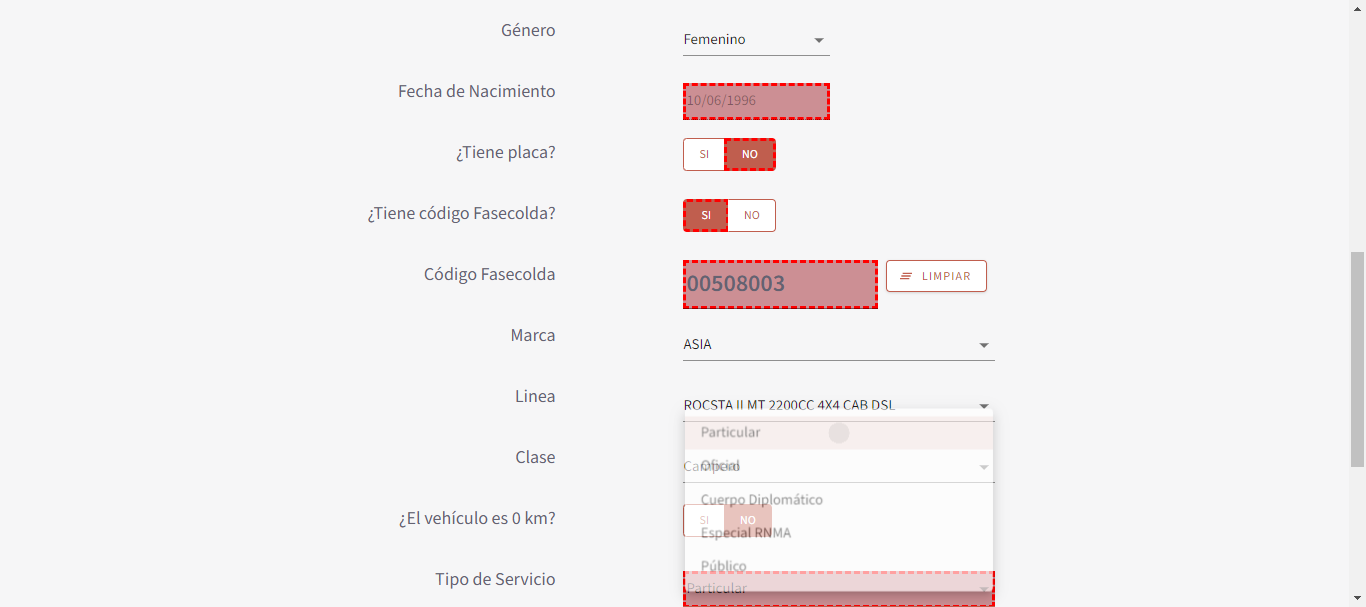 Género
Femenino
Fecha de Nacimiento
10/06/1996
¿Tiene placa?
SI NO
¿Tiene código Fasecolda?
SI NO
Código Fasecolda
00508003
LIMPIAR
Marca
ASIA
Linea
ROCSTA II MT 2200CC 4X4 CAB DSL
Particular
Clase
Campero
Oficial
Cuerpo Diplomático
¿El vehículo es 0 km?
SI NO
Especial RNMA
Público
Tipo de Servicio
Particular